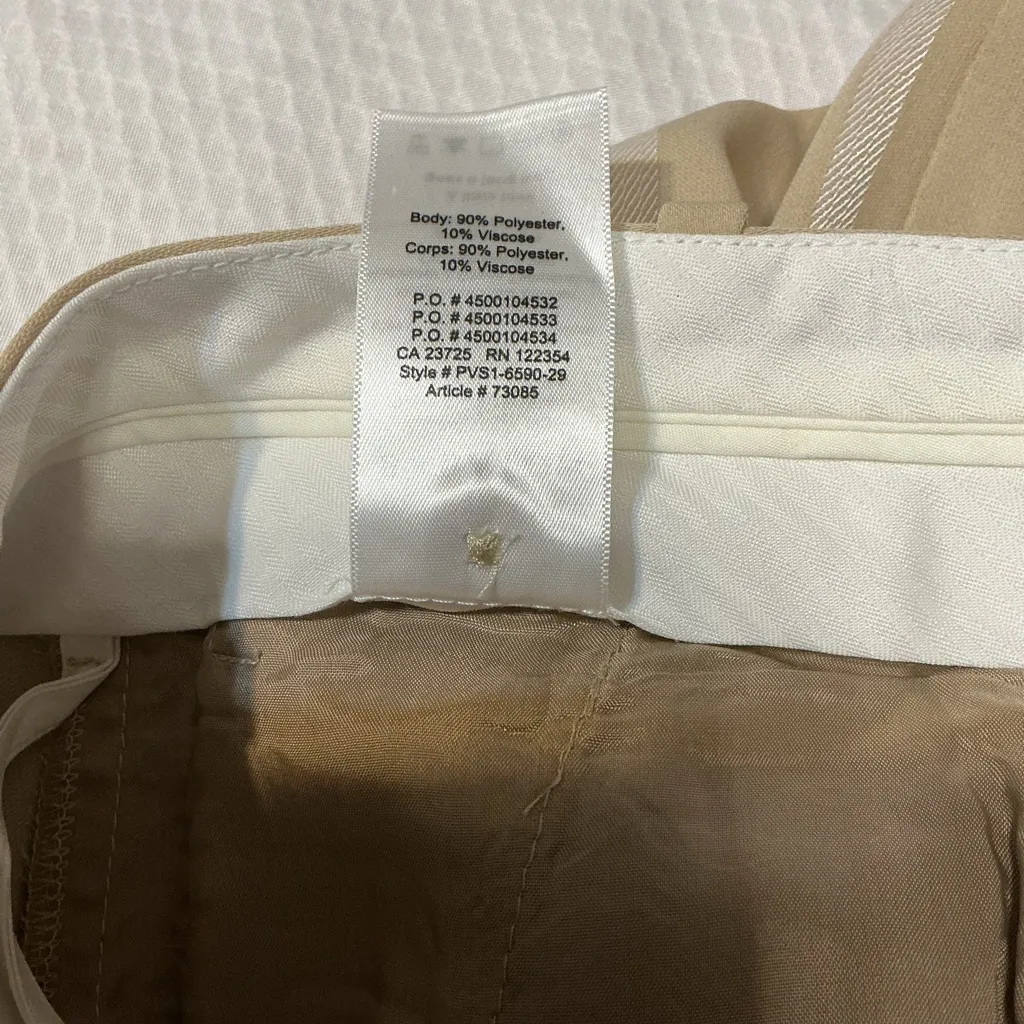 Body: 90% Polyester,
10% Viscose
Corps: 90% Polyester,
10% Viscose
P.O. # 4500104532
P.O. # 4500104533
P.O. # 4500104534
CA 23725 RN 122354
Style # PVS1-6590-29
Article # 73085